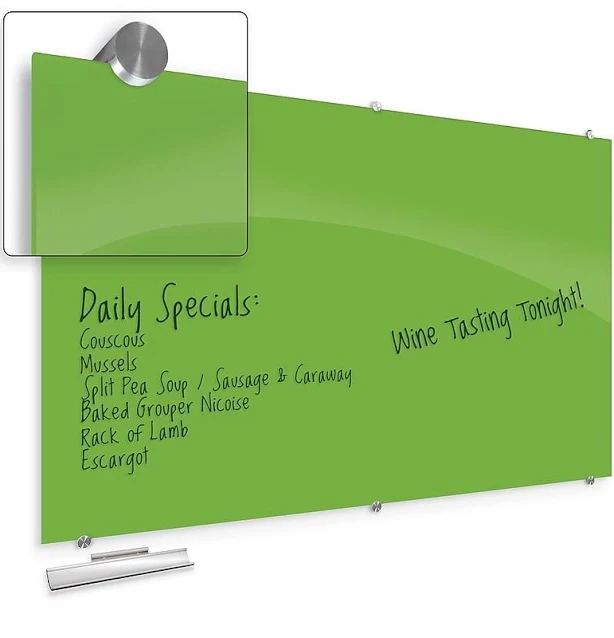 Daily Specials:
Couscous
Mussels
Split Pea Soup / Sausage & Caraway
Baked Grouper Nicoise
Rack of Lamb
Escargot
Wine Tasting Tonight!